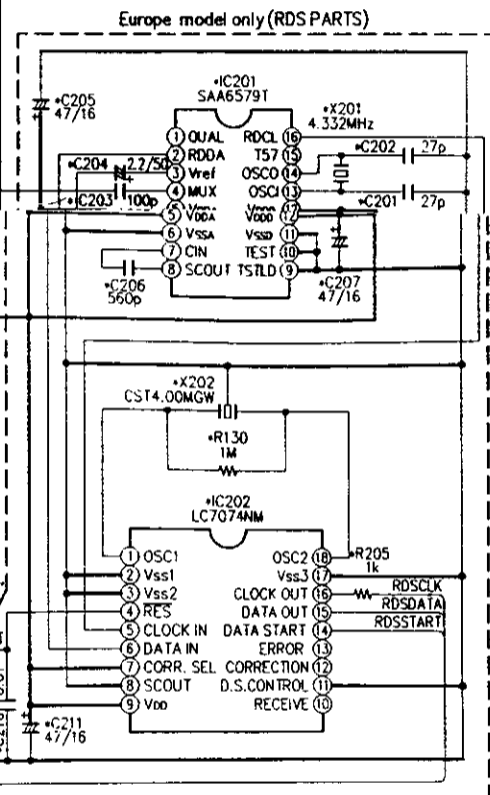 Europe model only (RDS PARTS)
•C205
47/16
•IC201
SAA6579T
•X201
4.332MHz
•C202 27p
•C204 2.2/50
•C203 100p
•C201 27p
1 QUAL RDCL 16
2 RDDA T57 15
3 Vref OSCO 14
4 MUX OSCI 13
5 VDDA VDDD 12
6 VSSA VSSD 11
7 CIN TEST 10
8 SCOUT TSTLD 9
•C206
560p
•C207
47/16
•X202
CST4.00MGW
•R130
1M
•IC202
LC7074NM
1 OSC1 OSC2 18
2 Vss1 Vss3 17
3 Vss2 CLOCK OUT 16
4 RES DATA OUT 15
5 CLOCK IN DATA START 14
6 DATA IN ERROR 13
7 CORR. SEL CORRECTION 12
8 SCOUT D.S.CONTROL 11
9 VDD RECEIVE 10
•R205
1k
RDSCLK
RDSDATA
RDSSTART
•C211
47/16